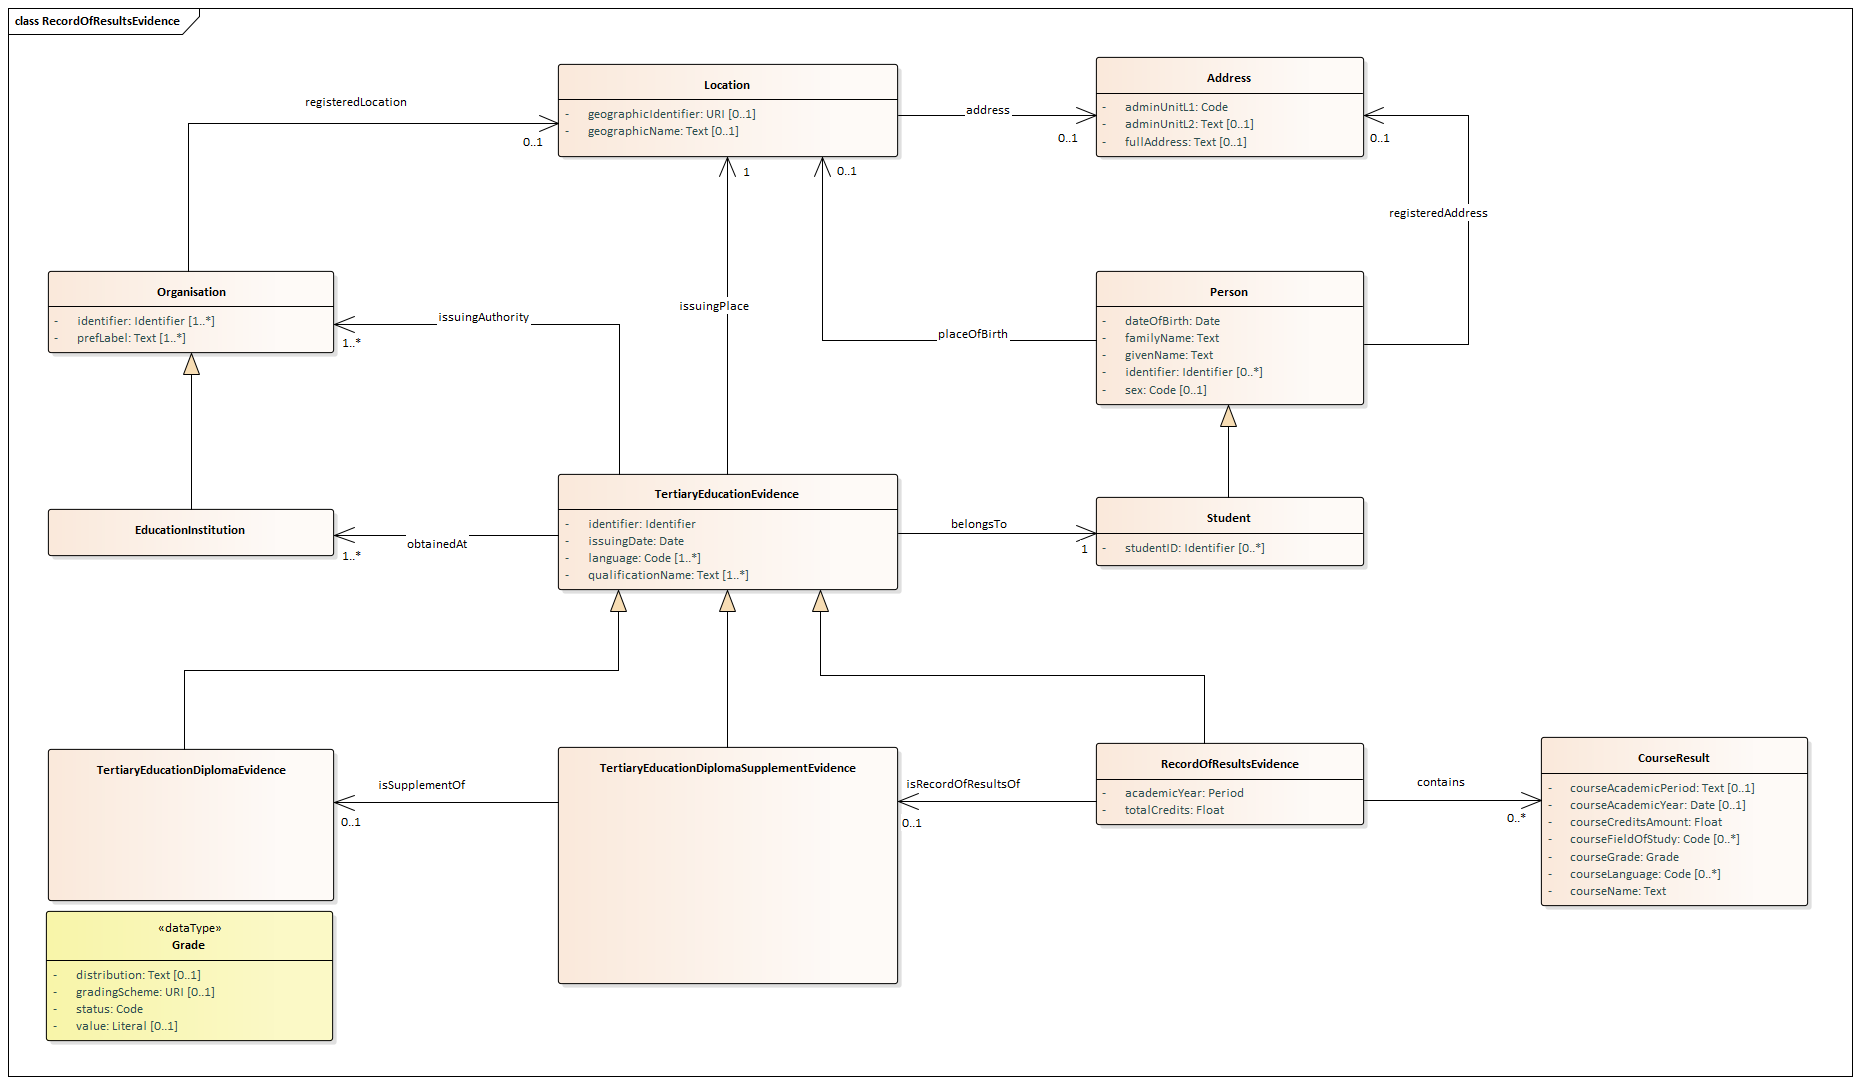 class RecordOfResultsEvidence
Location
- geographicIdentifier: URI [0..1]
- geographicName: Text [0..1]
Address
- adminUnitL1: Code
- adminUnitL2: Text [0..1]
- fullAddress: Text [0..1]
registeredLocation
0..1
address
0..1
0..1
1
0..1
registeredAddress
Organisation
- identifier: Identifier [1..*]
- prefLabel: Text [1..*]
issuingAuthority
1..*
issuingPlace
placeOfBirth
Person
- dateOfBirth: Date
- familyName: Text
- givenName: Text
- identifier: Identifier [0..*]
- sex: Code [0..1]
EducationInstitution
obtainedAt
1..*
TertiaryEducationEvidence
- identifier: Identifier
- issuingDate: Date
- language: Code [1..*]
- qualificationName: Text [1..*]
belongsTo
1
Student
- studentID: Identifier [0..*]
TertiaryEducationDiplomaEvidence
isSupplementOf
0..1
TertiaryEducationDiplomaSupplementEvidence
isRecordOfResultsOf
0..1
RecordOfResultsEvidence
- academicYear: Period
- totalCredits: Float
contains
0..*
CourseResult
- courseAcademicPeriod: Text [0..1]
- courseAcademicYear: Date [0..1]
- courseCreditsAmount: Float
- courseFieldOfStudy: Code [0..*]
- courseGrade: Grade
- courseLanguage: Code [0..*]
- courseName: Text
«dataType»
Grade
- distribution: Text [0..1]
- gradingScheme: URI [0..1]
- status: Code
- value: Literal [0..1]